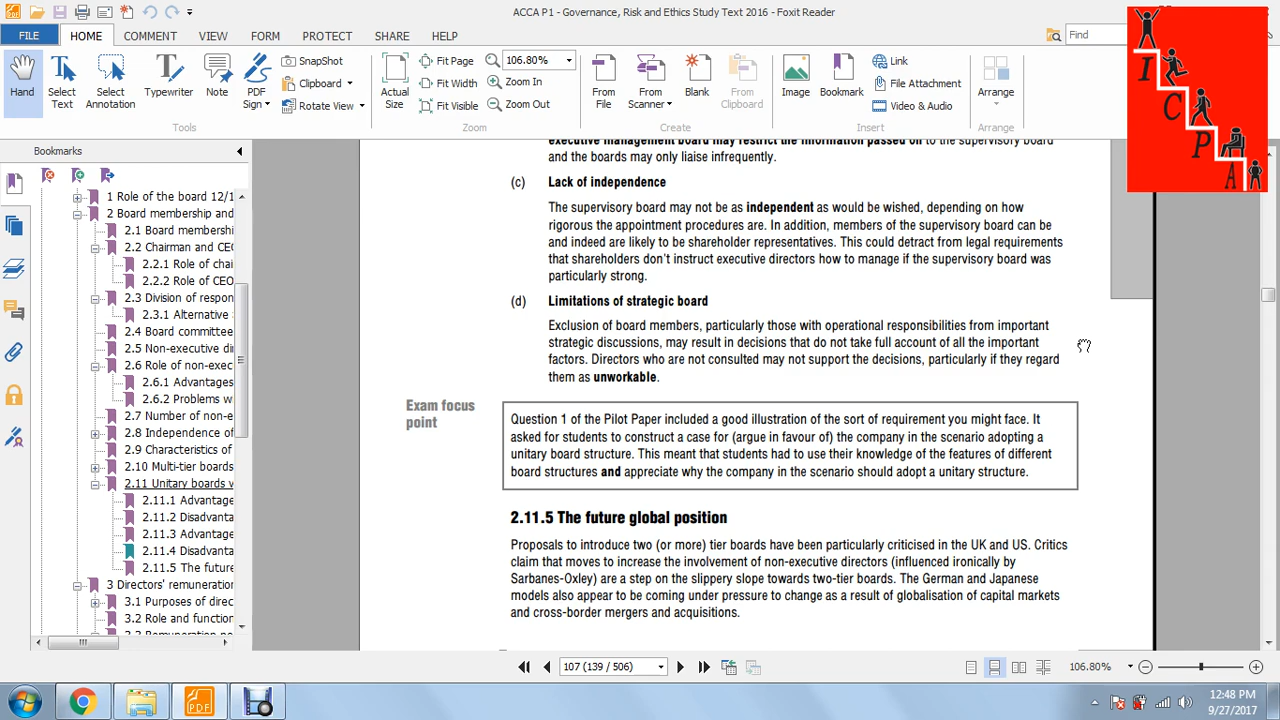 ACCA P1 - Governance, Risk and Ethics Study Text 2016 - Foxit Reader
FILE
HOME
COMMENT
VIEW
FORM
PROTECT
SHARE
HELP
Find
Hand
Select Text
Select Annotation
Typewriter
Note
PDF Sign
SnapShot
Clipboard
Rotate View
Tools
Actual Size
Fit Page
Fit Width
Fit Visible
106.80%
Zoom In
Zoom Out
Zoom
From File
From Scanner
Blank
From Clipboard
Create
Image
Bookmark
Link
File Attachment
Video & Audio
Insert
Arrange
Arrange
I
C
P
A
Bookmarks
1 Role of the board 12/1
2 Board membership and
2.1 Board membershi
2.2 Chairman and CEC
2.2.1 Role of chai
2.2.2 Role of CEO
2.3 Division of respon
2.3.1 Alternative
2.4 Board committee
2.5 Non-executive di
2.6 Role of non-exec
2.6.1 Advantages
2.6.2 Problems w
2.7 Number of non-e
2.8 Independence of
2.9 Characteristics of
2.10 Multi-tier boards
2.11 Unitary boards v
2.11.1 Advantage
2.11.2 Disadvanta
2.11.3 Advantage
2.11.4 Disadvanta
2.11.5 The future
3 Directors' remuneration
3.1 Purposes of direc
3.2 Role and function
executive management board may restrict the information passed on to the supervisory board
and the boards may only liaise infrequently.
(c) Lack of independence
The supervisory board may not be as independent as would be wished, depending on how
rigorous the appointment procedures are. In addition, members of the supervisory board can be
and indeed are likely to be shareholder representatives. This could detract from legal requirements
that shareholders don't instruct executive directors how to manage if the supervisory board was
particularly strong.
(d) Limitations of strategic board
Exclusion of board members, particularly those with operational responsibilities from important
strategic discussions, may result in decisions that do not take full account of all the important
factors. Directors who are not consulted may not support the decisions, particularly if they regard
them as unworkable.
Exam focus
point
Question 1 of the Pilot Paper included a good illustration of the sort of requirement you might face. It
asked for students to construct a case for (argue in favour of) the company in the scenario adopting a
unitary board structure. This meant that students had to use their knowledge of the features of different
board structures and appreciate why the company in the scenario should adopt a unitary structure.
2.11.5 The future global position
Proposals to introduce two (or more) tier boards have been particularly criticised in the UK and US. Critics
claim that moves to increase the involvement of non-executive directors (influenced ironically by
Sarbanes-Oxley) are a step on the slippery slope towards two-tier boards. The German and Japanese
models also appear to be coming under pressure to change as a result of globalisation of capital markets
and cross-border mergers and acquisitions.
107 (139 / 506)
106.80%
PDF
12:48 PM
9/27/2017